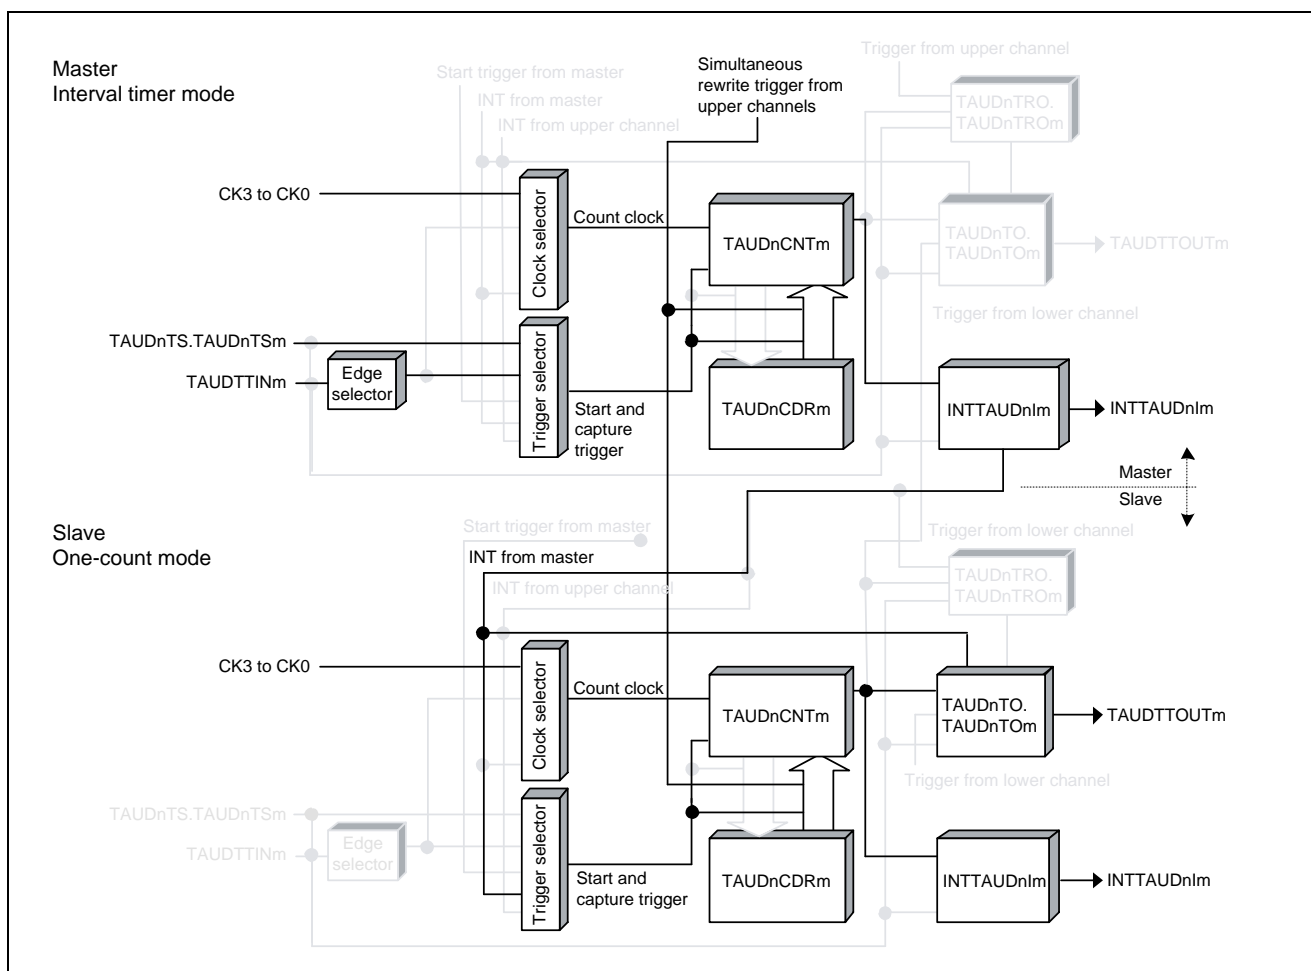 Master
Interval timer mode
Start trigger from master
INT from master
INT from upper channel
Simultaneous
rewrite trigger from
upper channels
Trigger from upper channel
TAUDnTRO.
TAUDnTROm
CK3 to CK0
Clock selector
Count clock
TAUDnCNTm
TAUDnTO.
TAUDnTOm
TAUDTTOUTm
Trigger from lower channel
TAUDnTS.TAUDnTSm
TAUDTTINm
Edge
selector
Trigger selector
Start and
capture
trigger
TAUDnCDRm
INTTAUDnIm
INTTAUDnIm
Master
Slave
Slave
One-count mode
Start trigger from master
INT from master
INT from upper channel
Trigger from lower channel
TAUDnTRO.
TAUDnTROm
CK3 to CK0
Clock selector
Count clock
TAUDnCNTm
TAUDnTO.
TAUDnTOm
TAUDTTOUTm
Trigger from lower channel
TAUDnTS.TAUDnTSm
TAUDTTINm
Edge
selector
Trigger selector
Start and
capture trigger
TAUDnCDRm
INTTAUDnIm
INTTAUDnIm